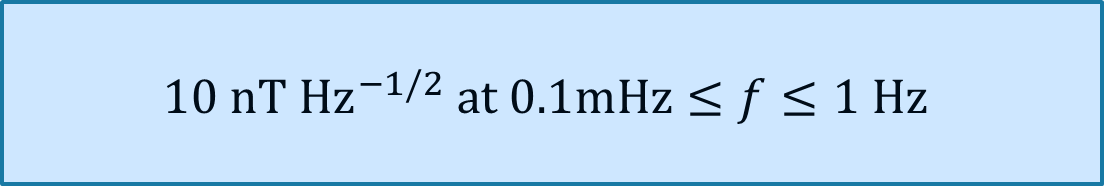 10 nT Hz⁻¹/² at 0.1mHz ≤ f ≤ 1 Hz